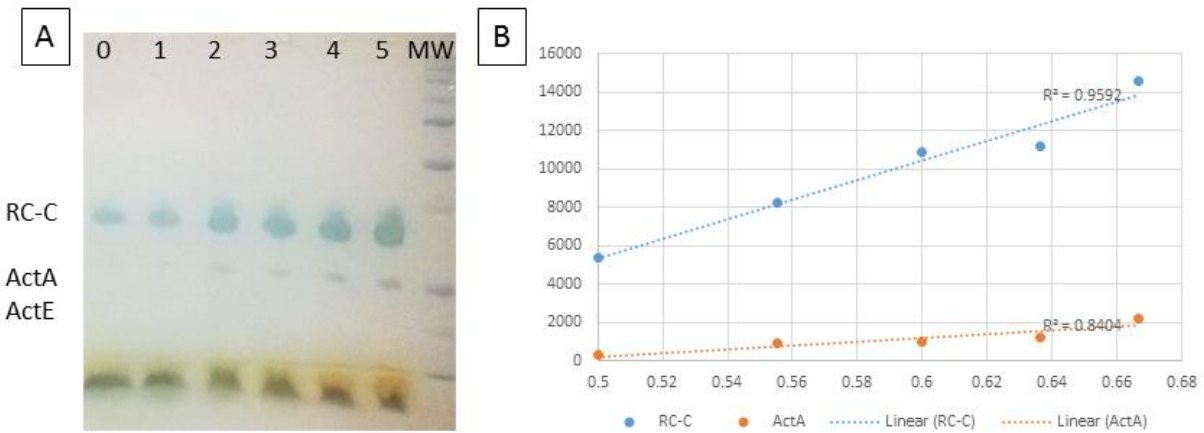 A
0 1 2 3 4 5 MW
RC-C
ActA
ActE
B
16000
14000
12000
10000
8000
6000
4000
2000
0
R² = 0.9592
R² = 0.8404
0.5 0.52 0.54 0.56 0.58 0.6 0.62 0.64 0.66 0.68
RC-C ActA Linear (RC-C) Linear (ActA)